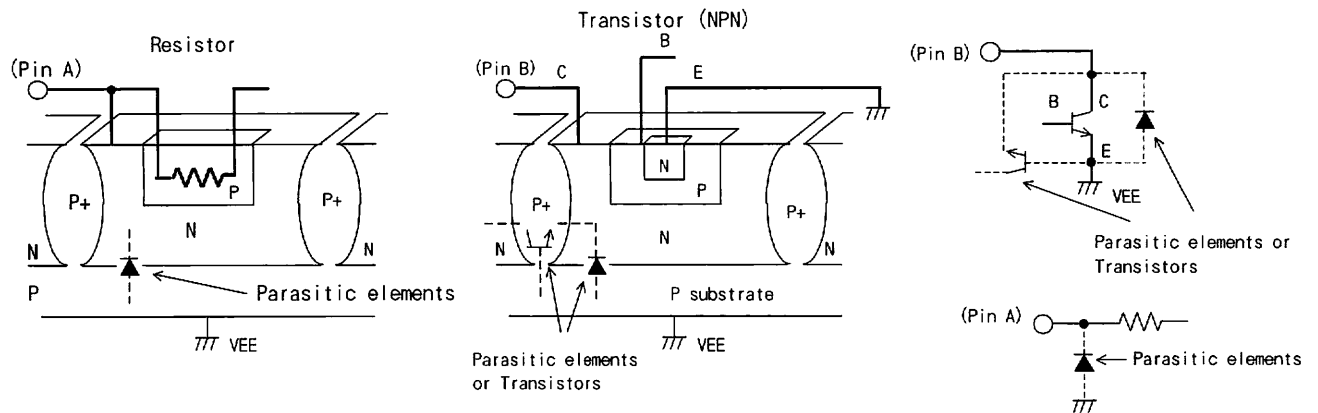 Resistor
(Pin A)
P+
P
P+
N
N
N
P
Parasitic elements
VEE
Transistor (NPN)
B
(Pin B)
C
E
N
P
P+
P+
N
N
N
P substrate
VEE
Parasitic elements
or Transistors
(Pin B)
B
C
E
VEE
Parasitic elements or
Transistors
(Pin A)
Parasitic elements